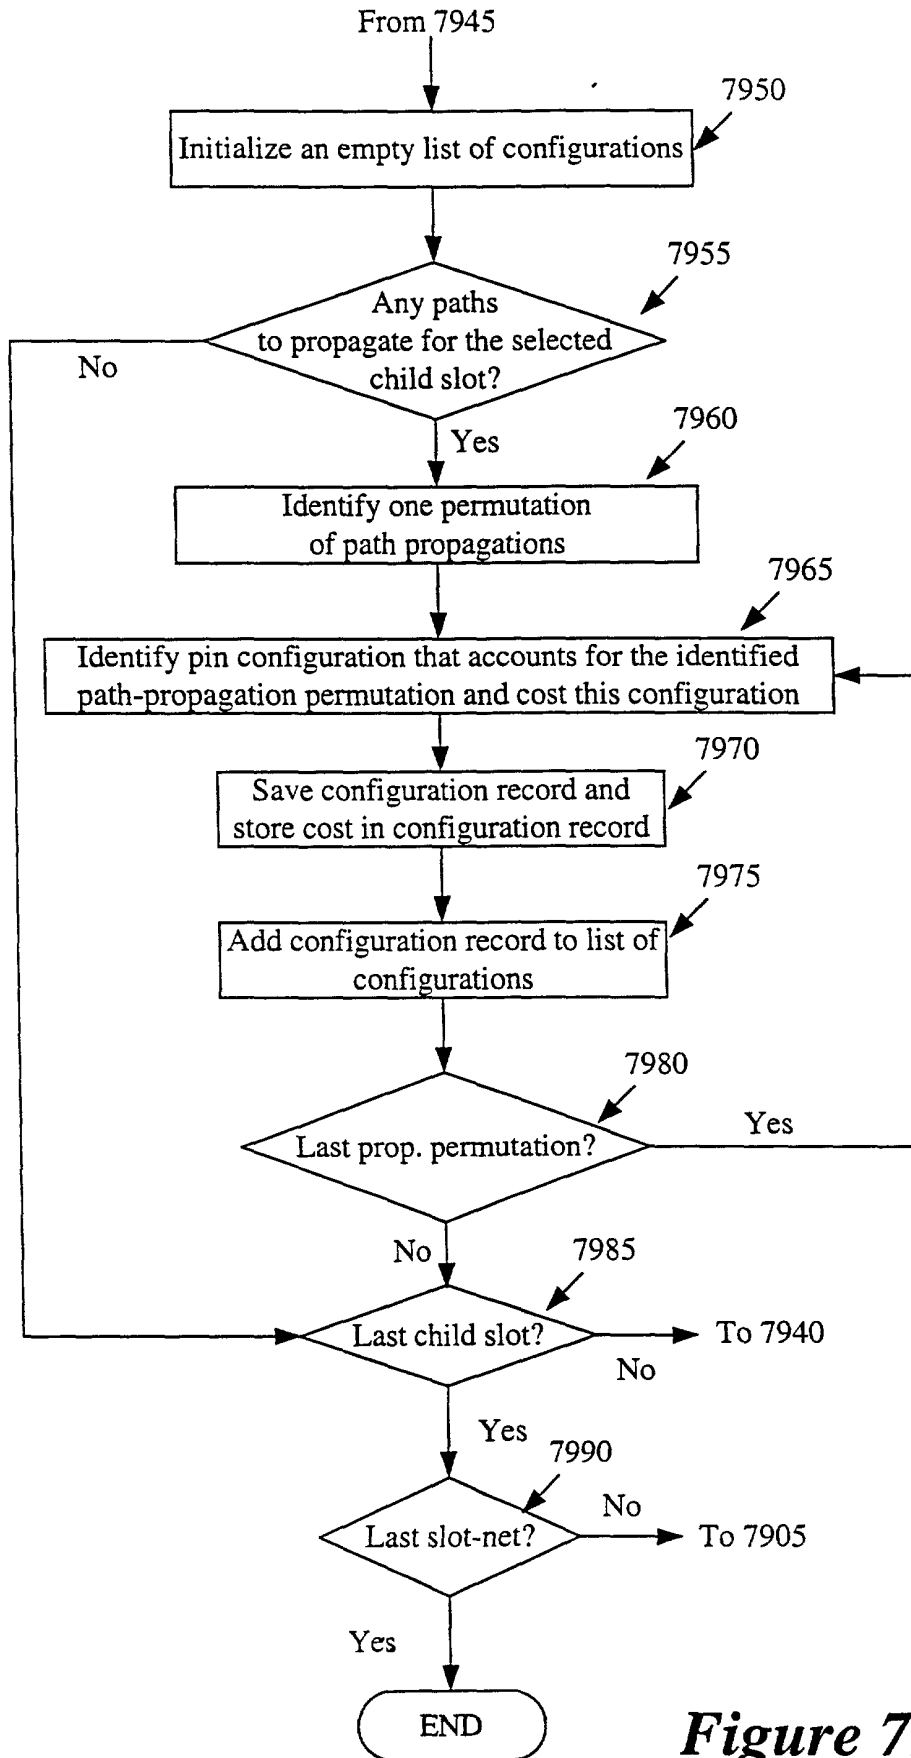 From 7945
7950
Initialize an empty list of configurations
7955
Any paths
to propagate for the selected
child slot?
No
Yes
7960
Identify one permutation
of path propagations
7965
Identify pin configuration that accounts for the identified
path-propagation permutation and cost this configuration
7970
Save configuration record and
store cost in configuration record
7975
Add configuration record to list of
configurations
7980
Last prop. permutation?
Yes
No
7985
Last child slot?
To 7940
No
Yes
7990
Last slot-net?
No
To 7905
Yes
END
Figure 7